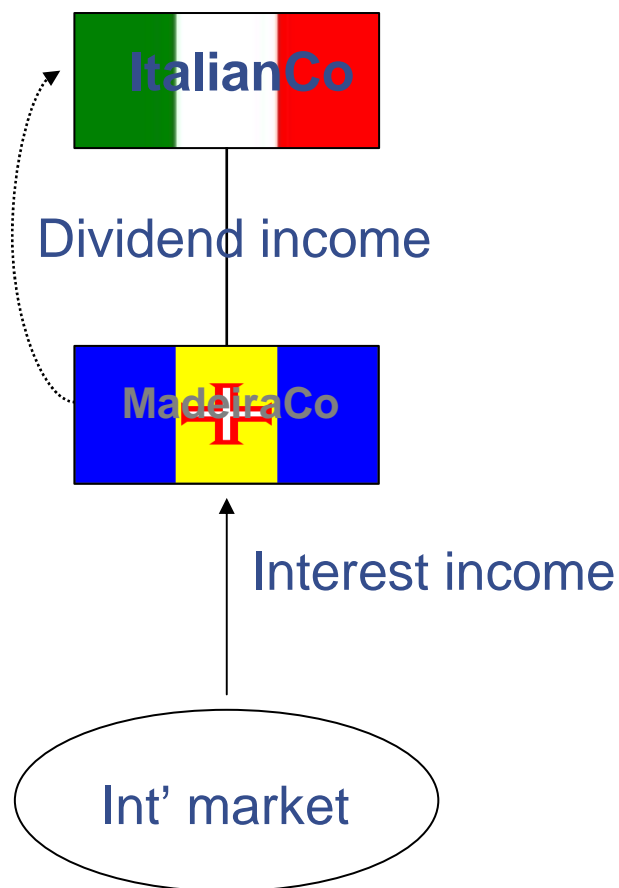 ItalianCo
Dividend income
MadeiraCo
Interest income
Int’ market